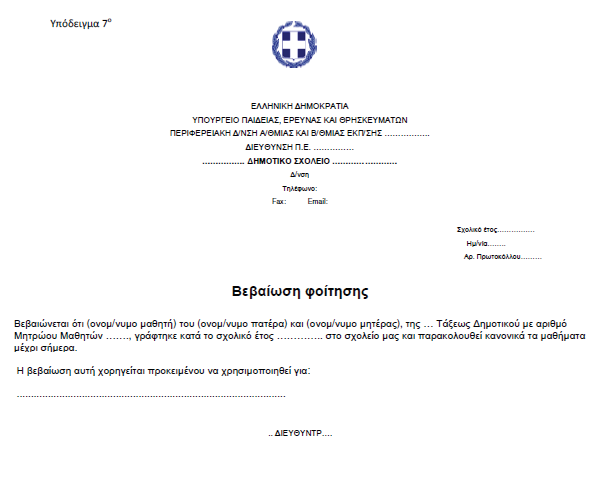 Υπόδειγμα 7ο
ΕΛΛΗΝΙΚΗ ΔΗΜΟΚΡΑΤΙΑ
ΥΠΟΥΡΓΕΙΟ ΠΑΙΔΕΙΑΣ, ΕΡΕΥΝΑΣ ΚΑΙ ΘΡΗΣΚΕΥΜΑΤΩΝ
ΠΕΡΙΦΕΡΕΙΑΚΗ Δ/ΝΣΗ Α/ΘΜΙΑΣ ΚΑΙ Β/ΘΜΙΑΣ ΕΚΠ/ΣΗΣ ……………..
ΔΙΕΥΘΥΝΣΗ Π.Ε. ……………
……………. ΔΗΜΟΤΙΚΟ ΣΧΟΛΕΙΟ ……………………
Δ/νση
Τηλέφωνο:
Fax: Email:
Σχολικό έτος……………..
Ημ/νία……..
Αρ. Πρωτοκόλλου………
Βεβαίωση φοίτησης
Βεβαιώνεται ότι (ονομ/νυμο μαθητή) του (ονομ/νυμο πατέρα) και (ονομ/νυμο μητέρας), της … Τάξεως Δημοτικού με αριθμό
Μητρώου Μαθητών ……., γράφτηκε κατά το σχολικό έτος ………….. στο σχολείο μας και παρακολουθεί κανονικά τα μαθήματα
μέχρι σήμερα.
Η βεβαίωση αυτή χορηγείται προκειμένου να χρησιμοποιηθεί για:
……………………………………………………………………………………
.. ΔΙΕΥΘΥΝΤΡ….